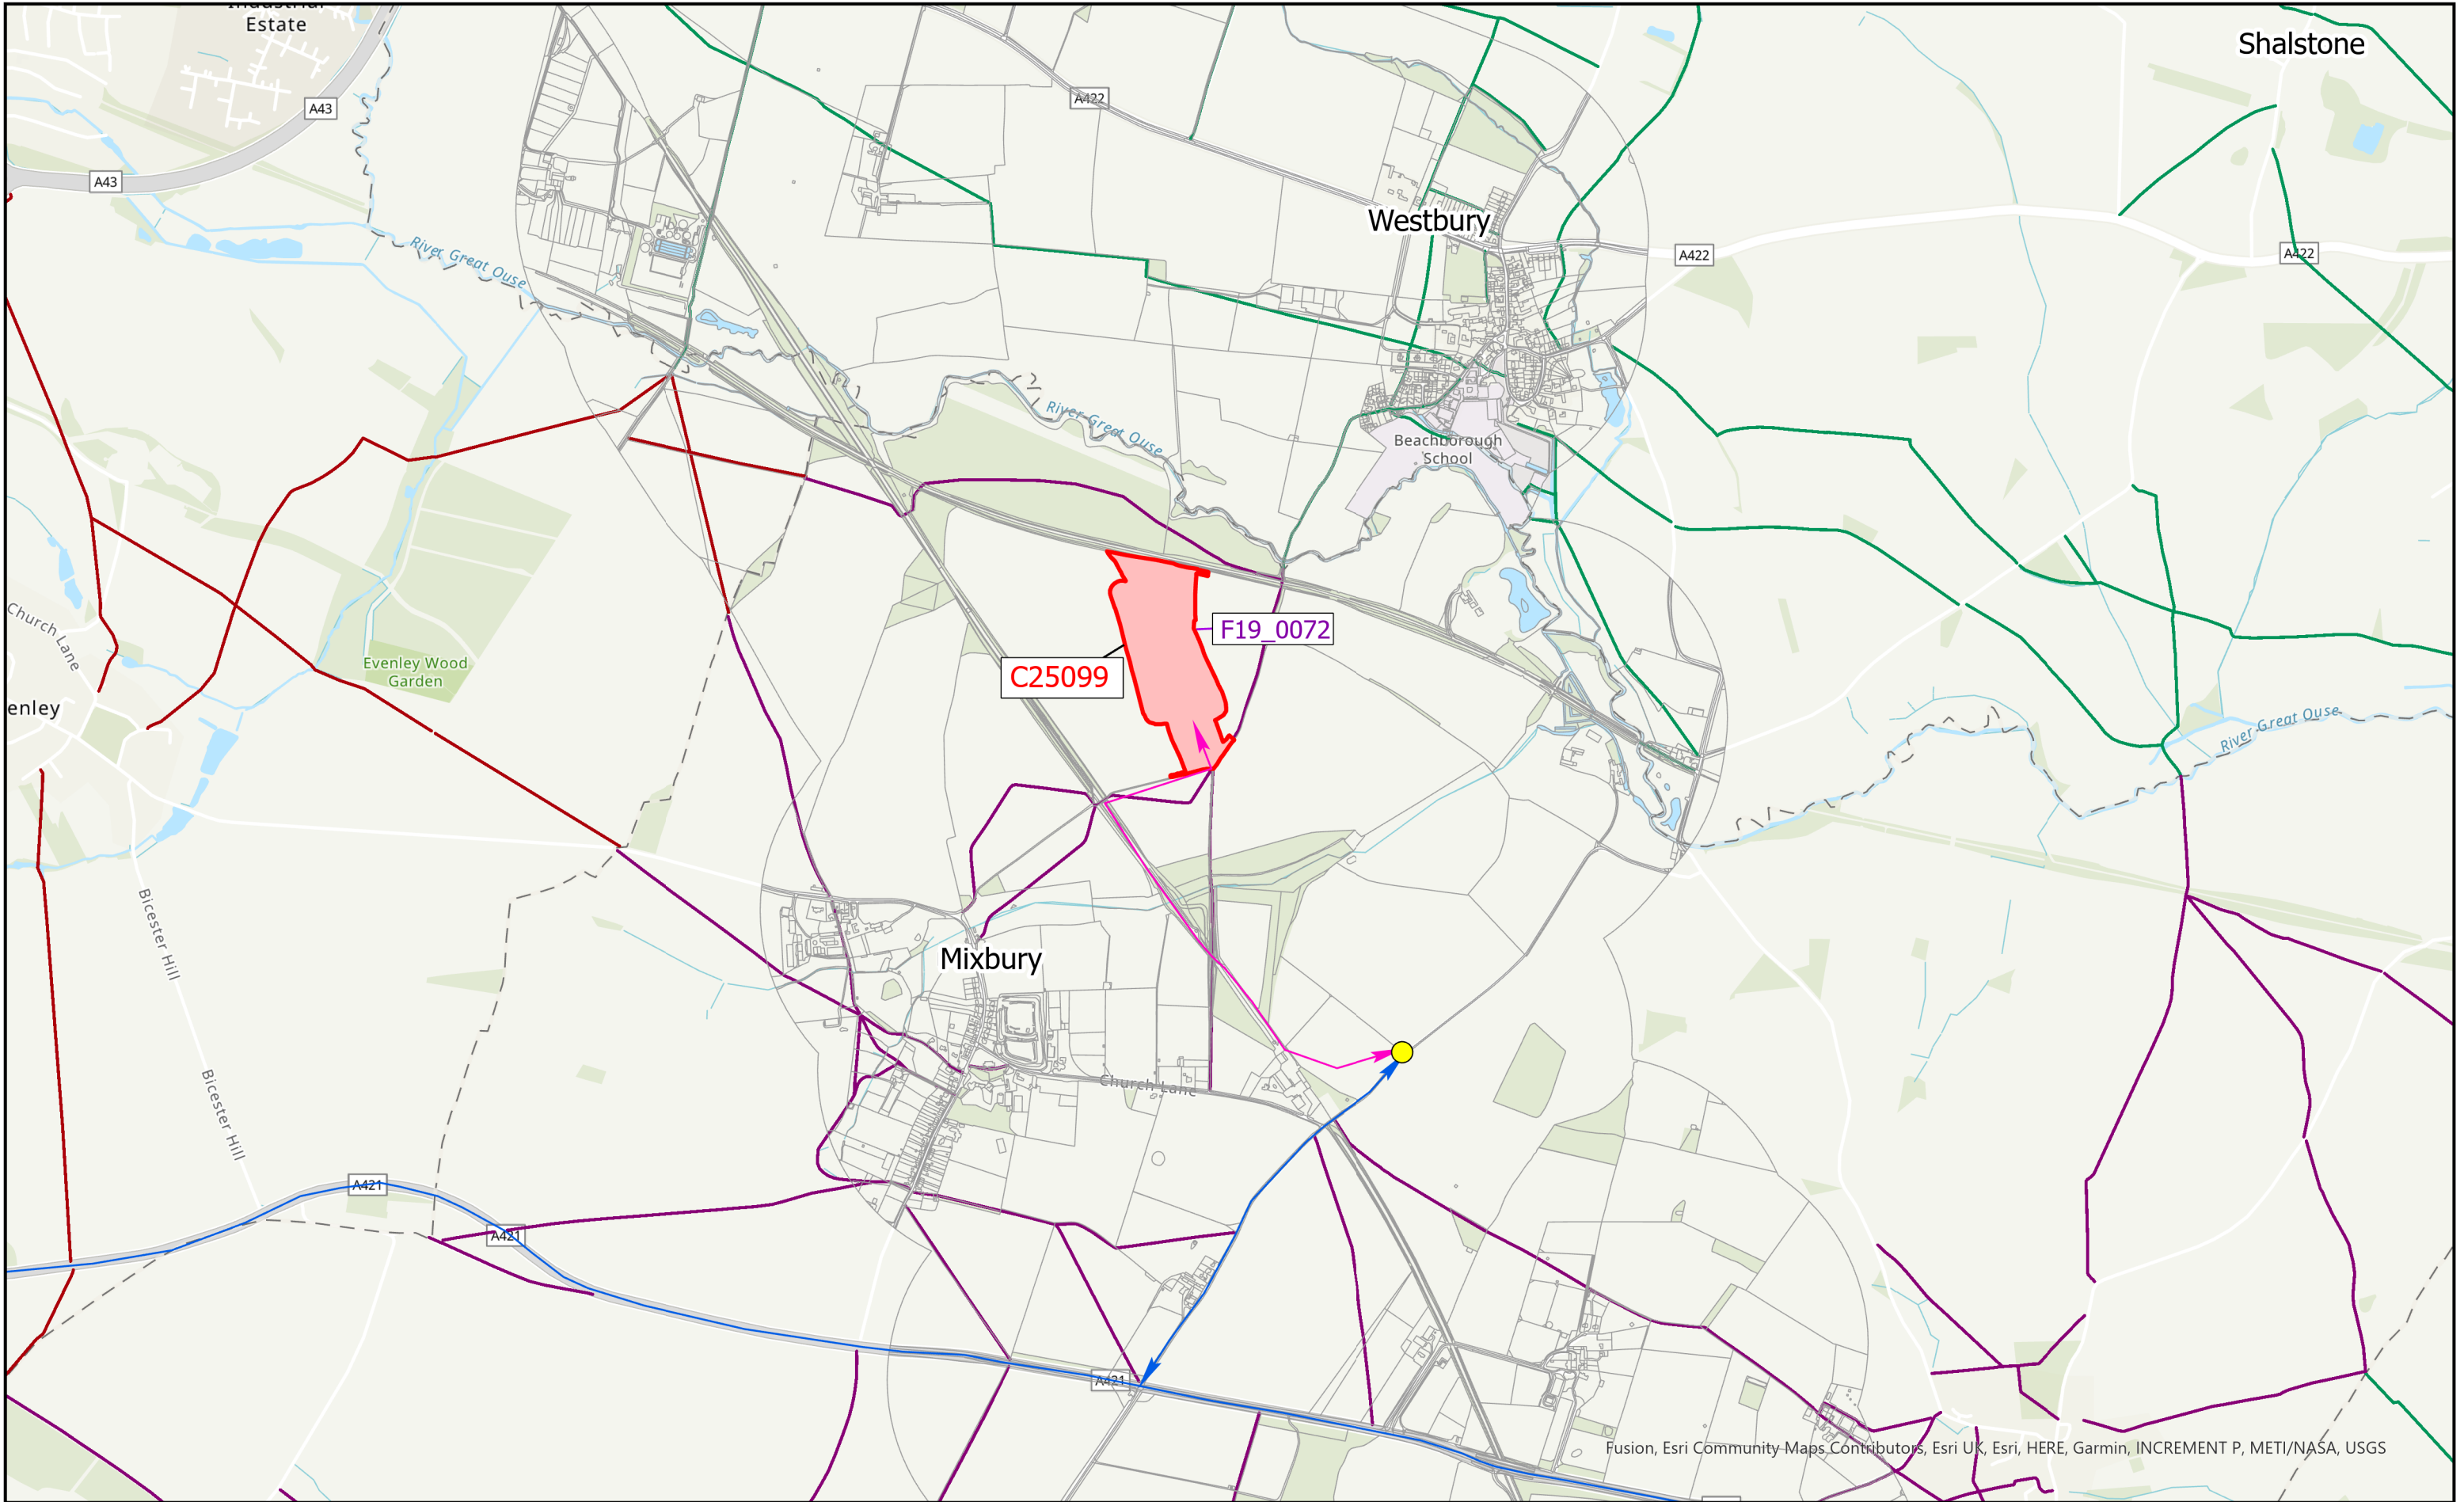 Estate
Shalstone
A43
A422
A43
Westbury
River Great Ouse
A422
A422
River Great Ouse
Beachborough
School
Church Lane
F19_0072
Evenley Wood
Garden
C25099
enley
River Great Ouse
Bicester Hill
Mixbury
Bicester Hill
Church Lane
A421
A421
A421
Fusion, Esri Community Maps Contributors, Esri UK, Esri, HERE, Garmin, INCREMENT P, METI/NASA, USGS